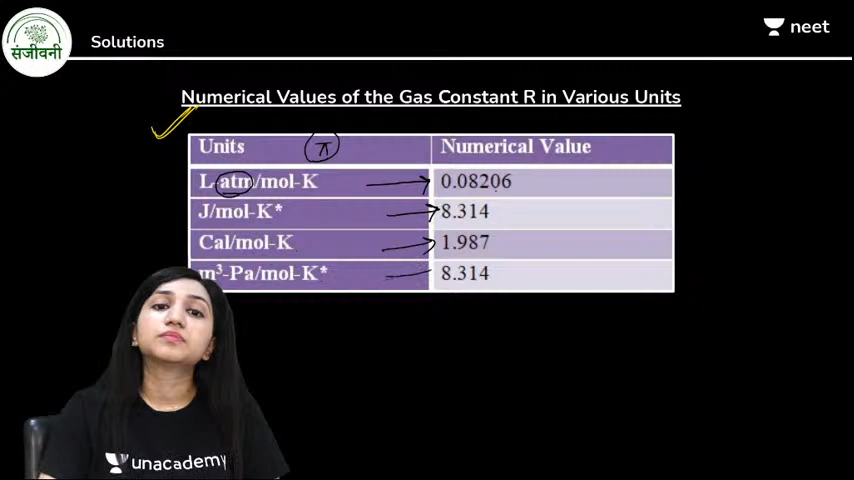 संजीवनी
Solutions
neet
Numerical Values of the Gas Constant R in Various Units
Units π Numerical Value
L-atm/mol-K 0.08206
J/mol-K* 8.314
Cal/mol-K 1.987
m³-Pa/mol-K* 8.314
unacademy